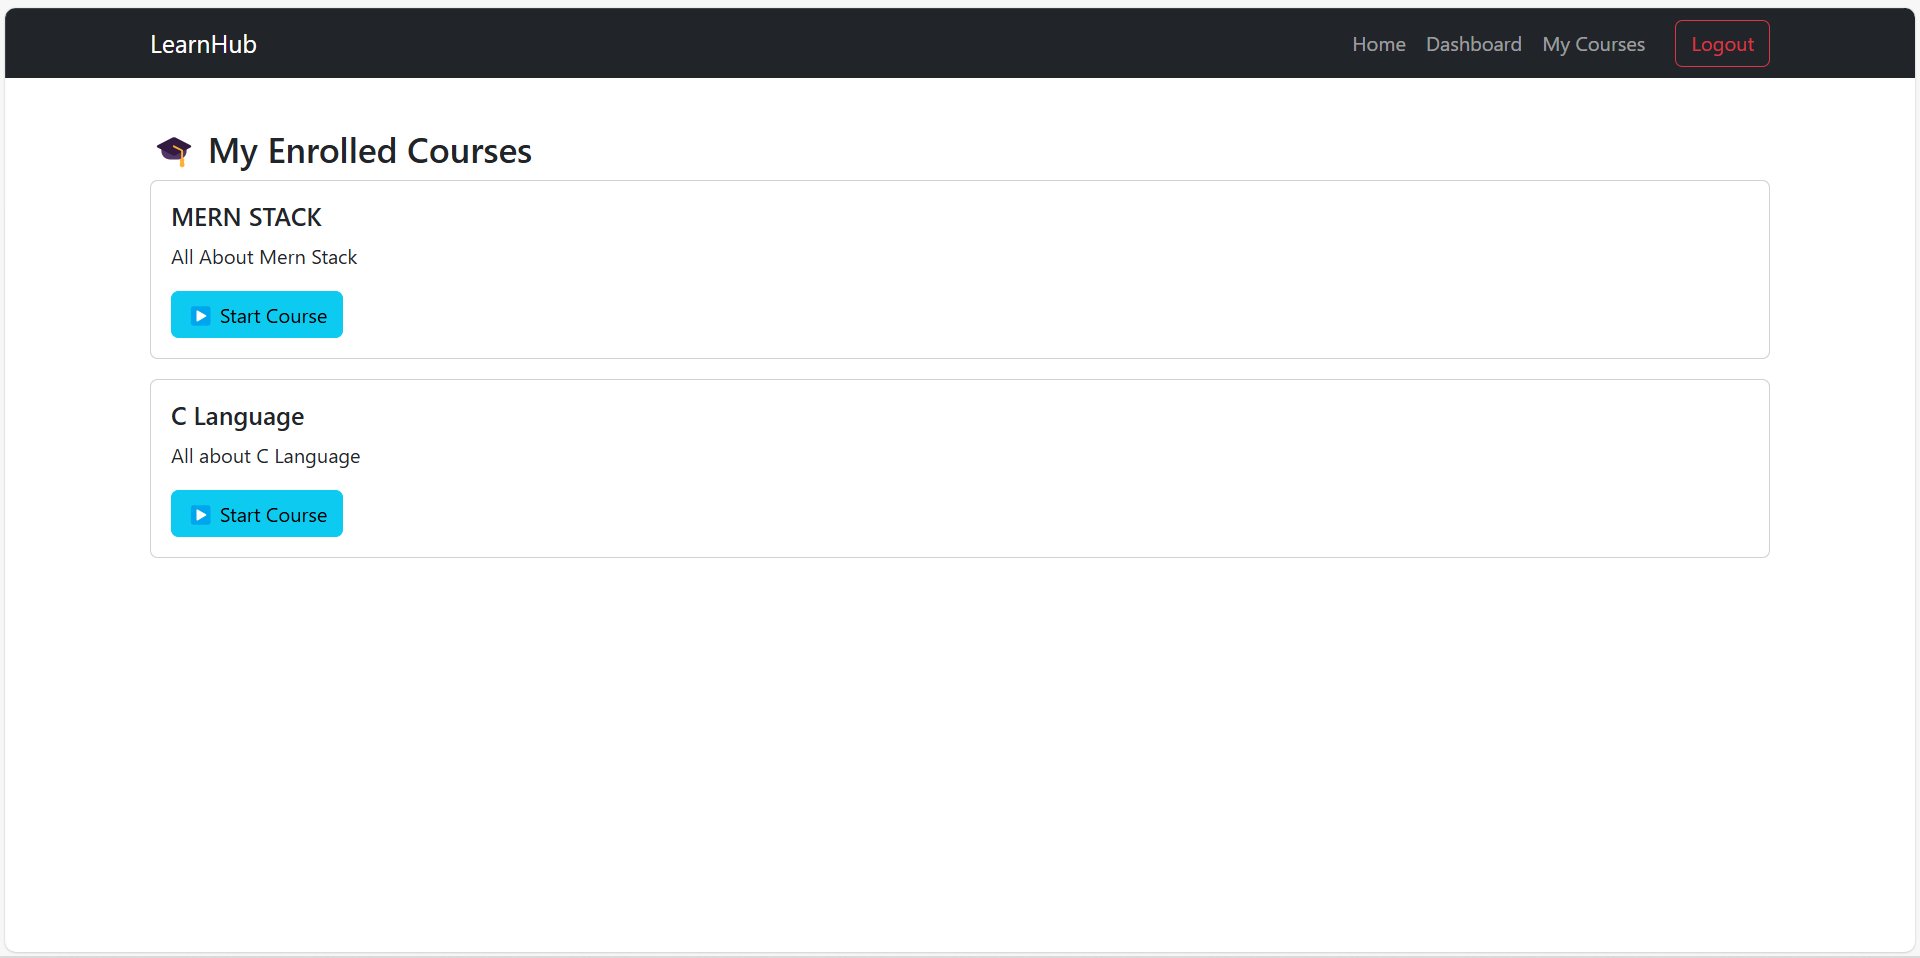 LearnHub
Home Dashboard My Courses Logout
🎓 My Enrolled Courses
MERN STACK
All About Mern Stack
▶️ Start Course
C Language
All about C Language
▶️ Start Course